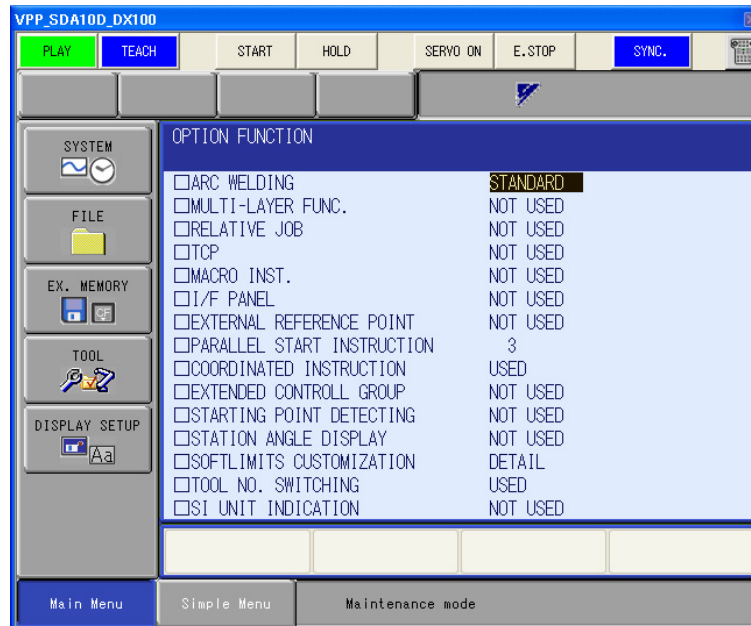 VPP_SDA10D_DX100
PLAY TEACH START HOLD SERVO ON E.STOP SYNC.
SYSTEM
FILE
EX. MEMORY
CF
TOOL
DISPLAY SETUP
Aa
OPTION FUNCTION
ARC WELDING STANDARD
MULTI-LAYER FUNC. NOT USED
RELATIVE JOB NOT USED
TCP NOT USED
MACRO INST. NOT USED
I/F PANEL NOT USED
EXTERNAL REFERENCE POINT NOT USED
PARALLEL START INSTRUCTION 3
COORDINATED INSTRUCTION USED
EXTENDED CONTROLL GROUP NOT USED
STARTING POINT DETECTING NOT USED
STATION ANGLE DISPLAY NOT USED
SOFTLIMITS CUSTOMIZATION DETAIL
TOOL NO. SWITCHING USED
SI UNIT INDICATION NOT USED
Main Menu Simple Menu Maintenance mode